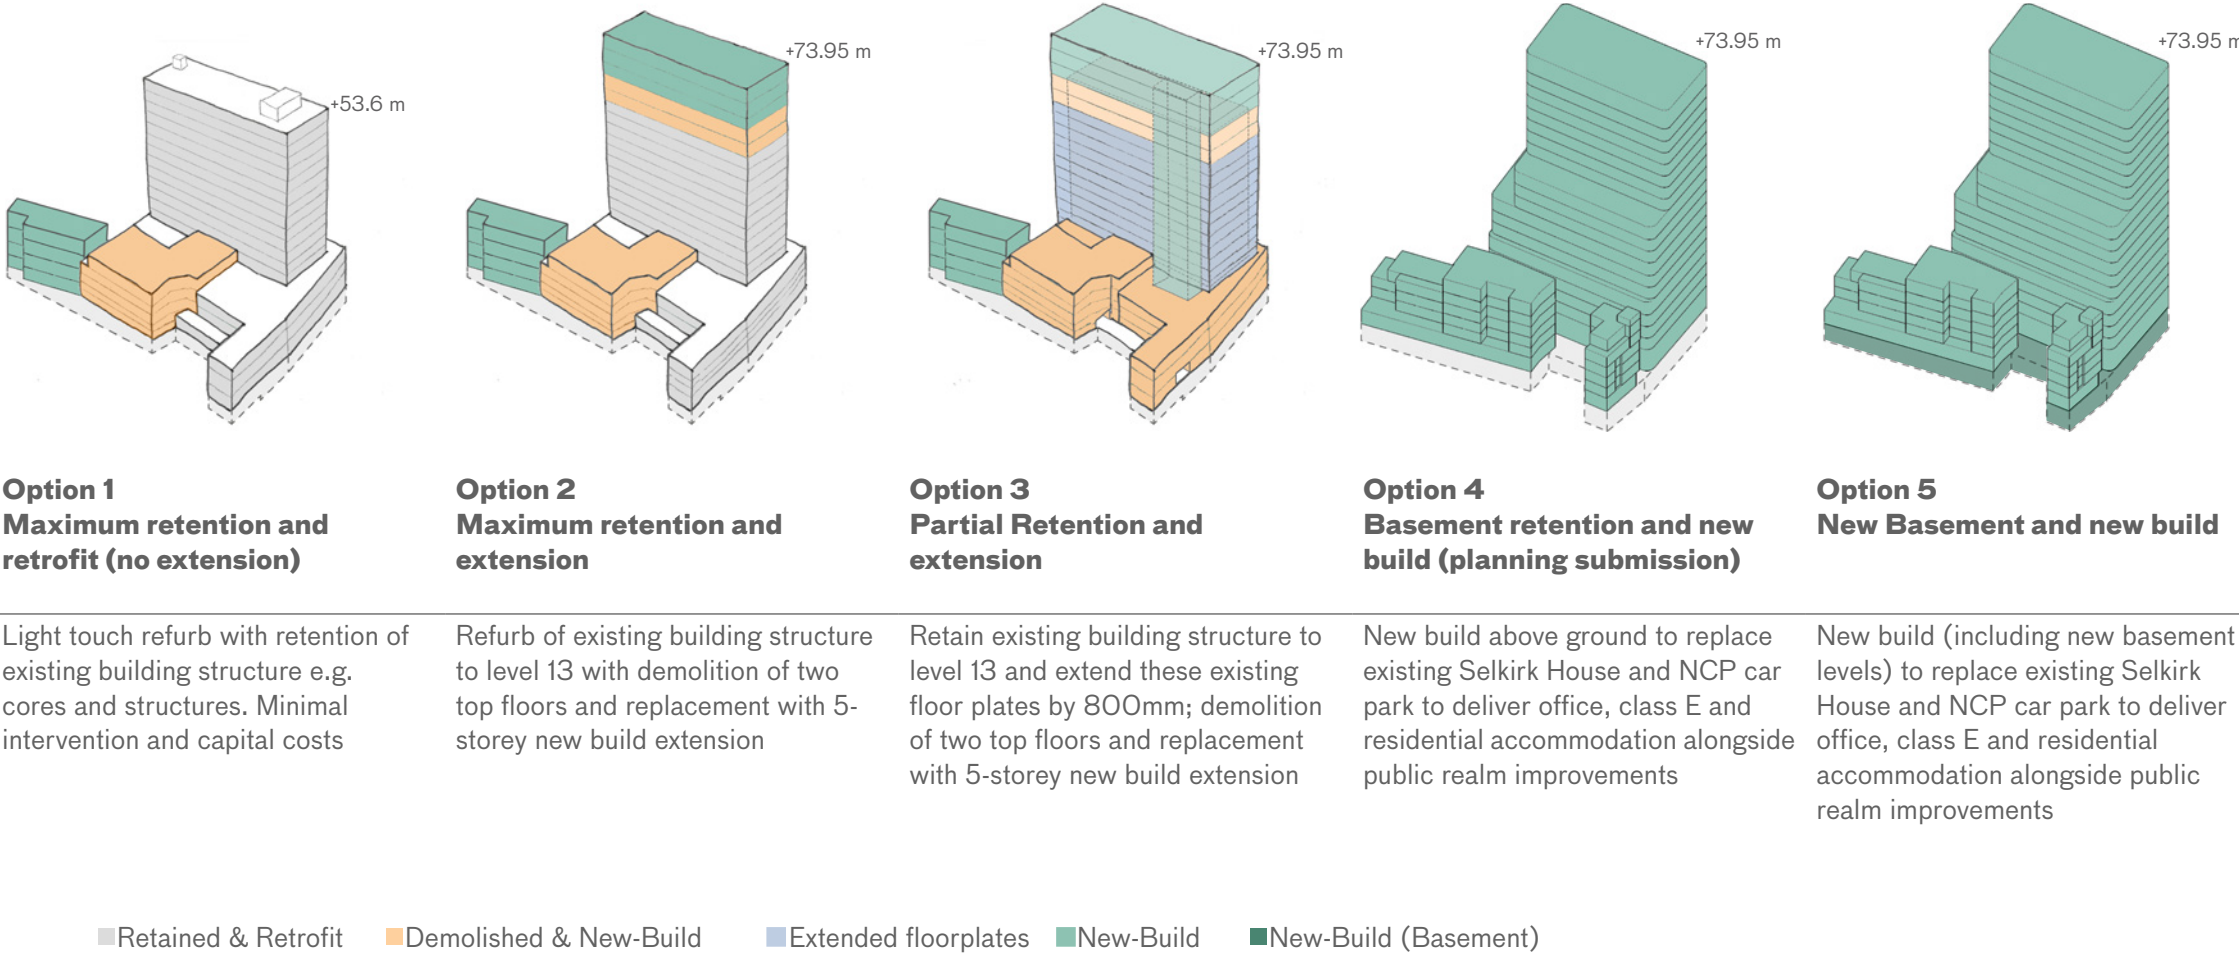 +53.6 m
+73.95 m
+73.95 m
+73.95 m
+73.95 m
Option 1
Maximum retention and
retrofit (no extension)
Light touch refurb with retention of
existing building structure e.g.
cores and structures. Minimal
intervention and capital costs
Option 2
Maximum retention and
extension
Refurb of existing building structure
to level 13 with demolition of two
top floors and replacement with 5-
storey new build extension
Option 3
Partial Retention and
extension
Retain existing building structure to
level 13 and extend these existing
floor plates by 800mm; demolition
of two top floors and replacement
with 5-storey new build extension
Option 4
Basement retention and new
build (planning submission)
New build above ground to replace
existing Selkirk House and NCP car
park to deliver office, class E and
residential accommodation alongside
public realm improvements
Option 5
New Basement and new build
New build (including new basement
levels) to replace existing Selkirk
House and NCP car park to deliver
office, class E and residential
accommodation alongside public
realm improvements
Retained & Retrofit
Demolished & New-Build
Extended floorplates
New-Build
New-Build (Basement)